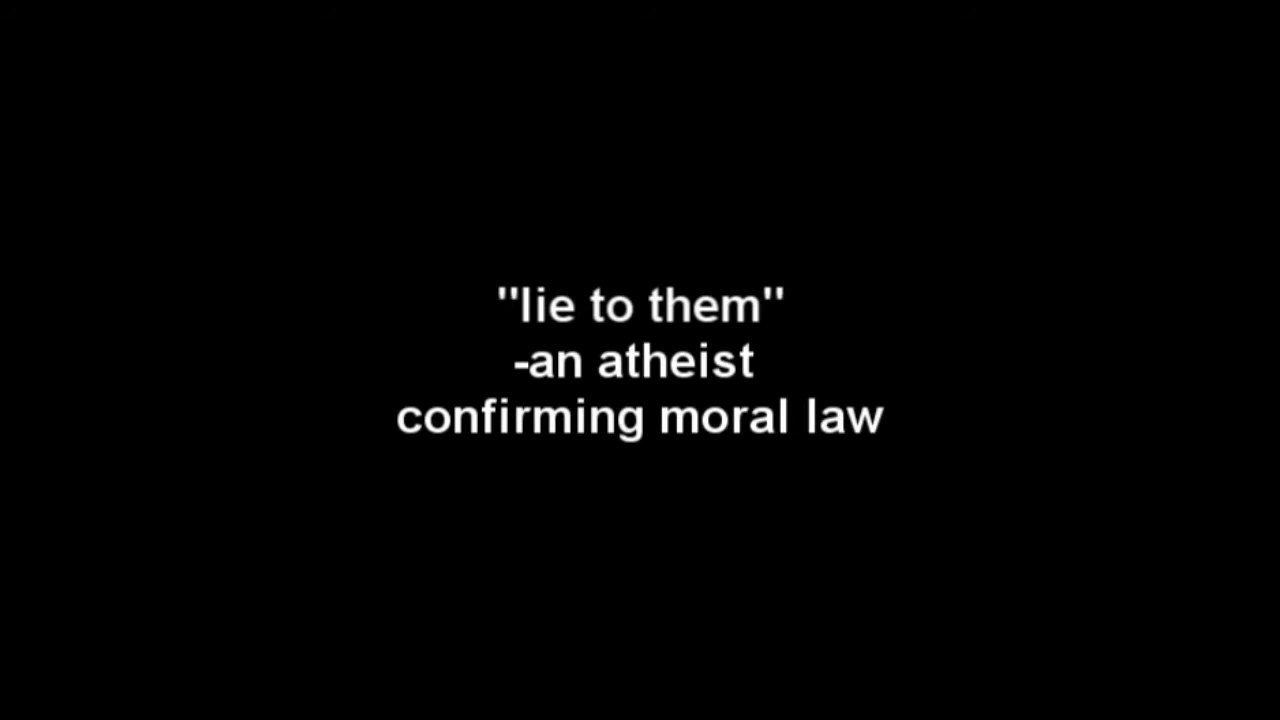 "lie to them"
-an atheist
confirming moral law